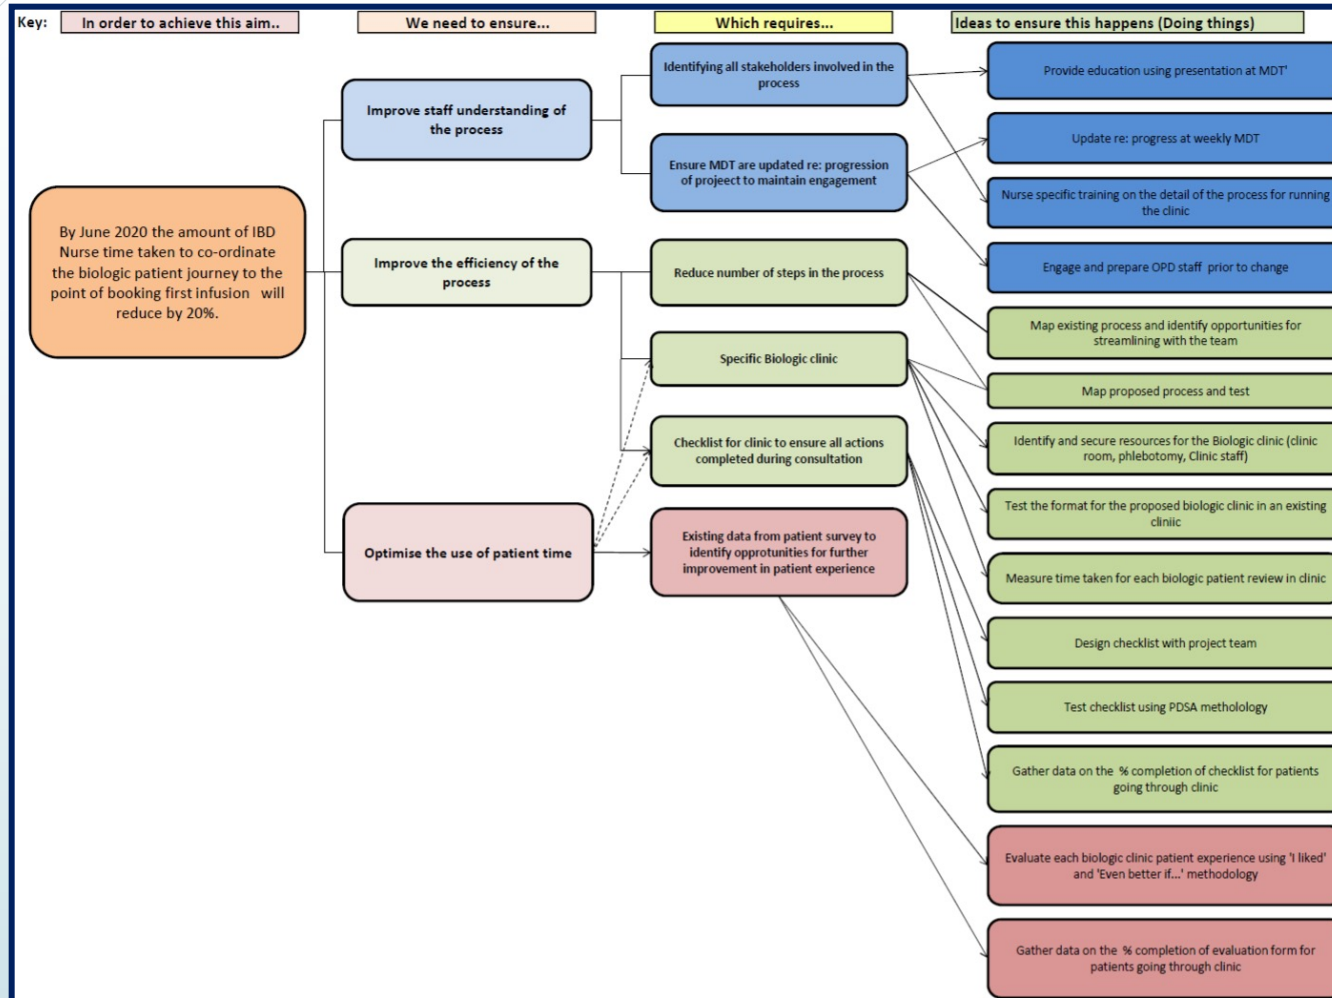 Key:
In order to achieve this aim..
We need to ensure...
Which requires...
Ideas to ensure this happens (Doing things)
By June 2020 the amount of IBD
Nurse time taken to co-ordinate
the biologic patient journey to the
point of booking first infusion will
reduce by 20%.
Improve staff understanding of
the process
Improve the efficiency of the
process
Optimise the use of patient time
Identifying all stakeholders involved in the
process
Ensure MDT are updated re: progression
of projeect to maintain engagement
Reduce number of steps in the process
Specific Biologic clinic
Checklist for clinic to ensure all actions
completed during consultation
Existing data from patient survey to
identify opprotunities for further
improvement in patient experience
Provide education using presentation at MDT'
Update re: progress at weekly MDT
Nurse specific training on the detail of the process for running
the clinic
Engage and prepare OPD staff prior to change
Map existing process and identify opportunities for
streamlining with the team
Map proposed process and test
Identify and secure resources for the Biologic clinic (clinic
room, phlebotomy, Clinic staff)
Test the format for the proposed biologic clinic in an existing
cliniic
Measure time taken for each biologic patient review in clinic
Design checklist with project team
Test checklist using PDSA metholology
Gather data on the % completion of checklist for patients
going through clinic
Evaluate each biologic clinic patient experience using 'I liked'
and 'Even better if...' methodology
Gather data on the % completion of evaluation form for
patients going through clinic